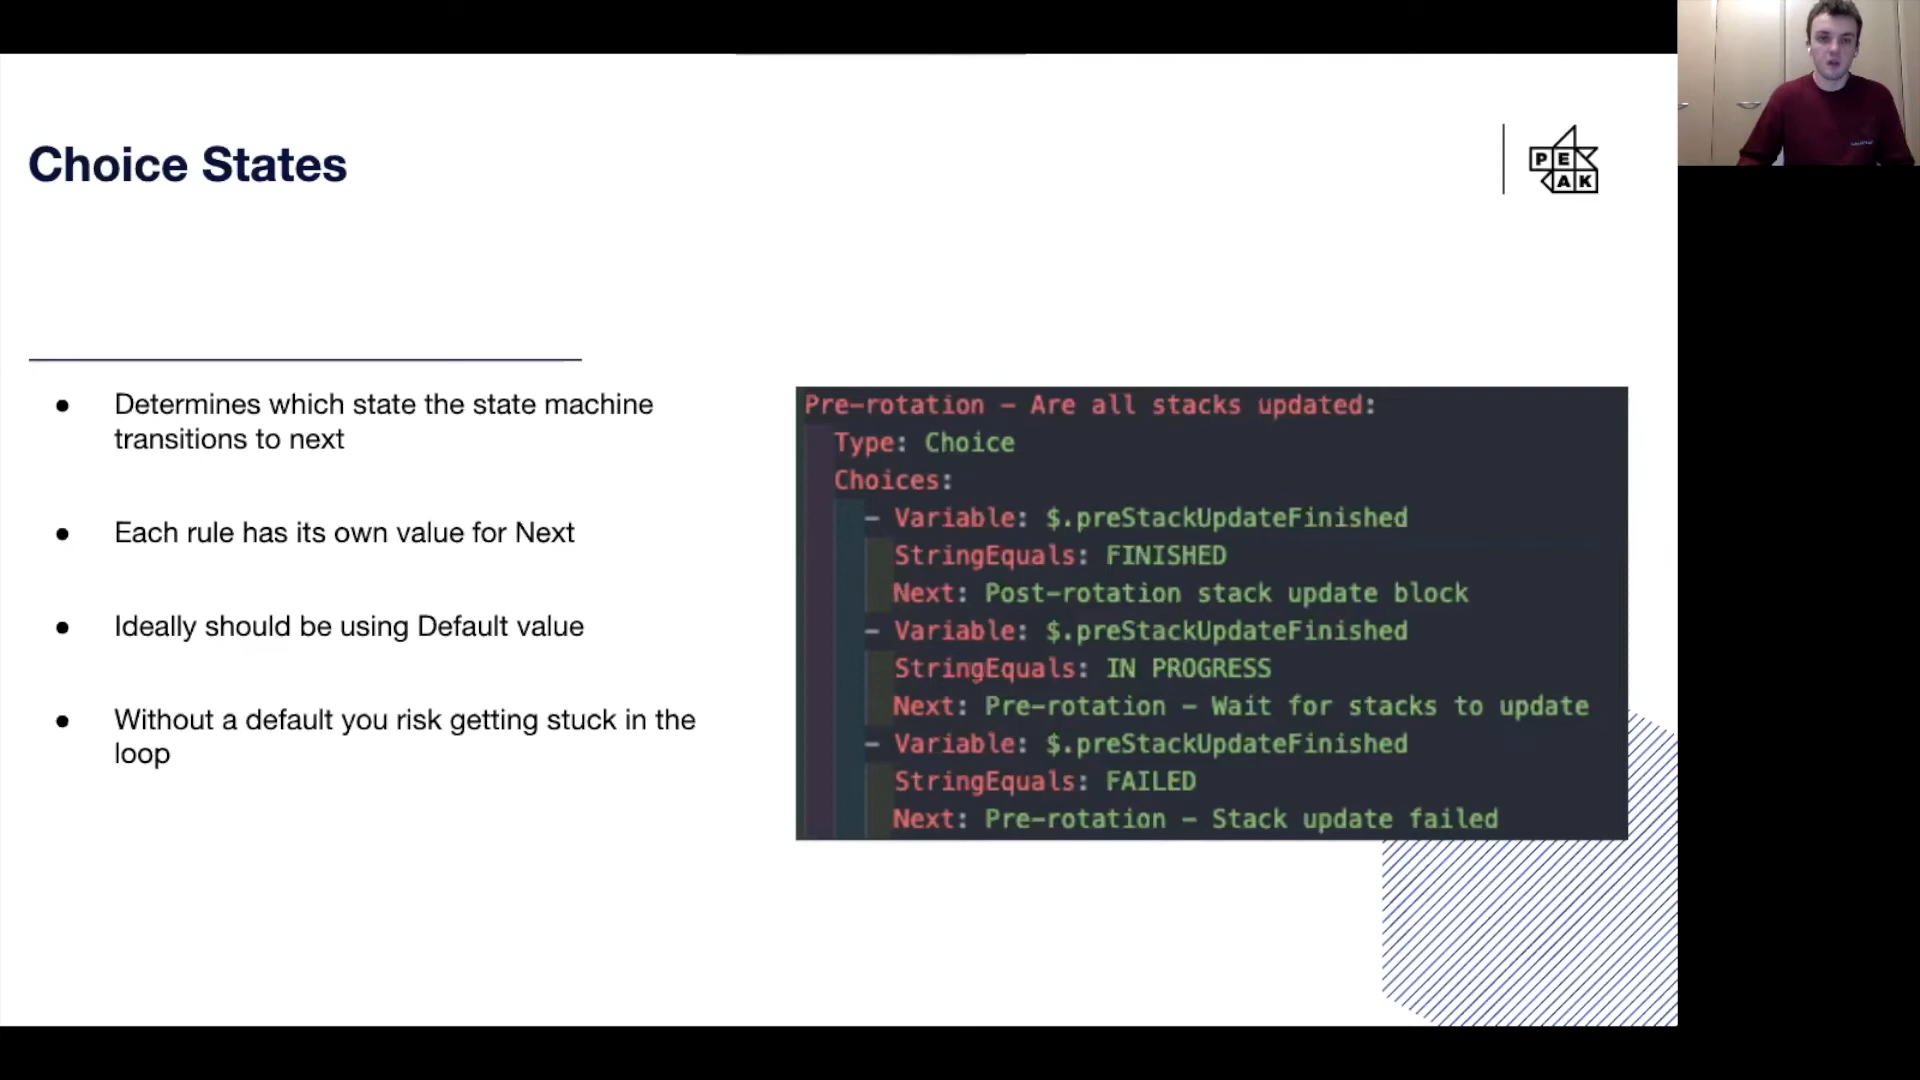 Choice States
PE
AK
Determines which state the state machine
transitions to next
Each rule has its own value for Next
Ideally should be using Default value
Without a default you risk getting stuck in the
loop
Pre-rotation - Are all stacks updated:
Type: Choice
Choices:
- Variable: $.preStackUpdateFinished
StringEquals: FINISHED
Next: Post-rotation stack update block
- Variable: $.preStackUpdateFinished
StringEquals: IN PROGRESS
Next: Pre-rotation - Wait for stacks to update
- Variable: $.preStackUpdateFinished
StringEquals: FAILED
Next: Pre-rotation - Stack update failed